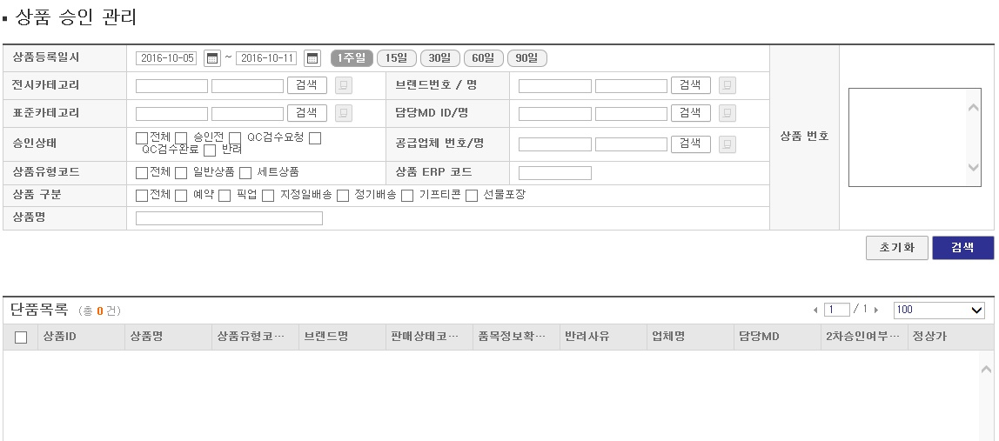 상품 승인 관리
상품등록일시 2016-10-05 ~ 2016-10-11 1주일 15일 30일 60일 90일
전시카테고리 검색 브랜드번호 / 명 검색
표준카테고리 검색 담당MD ID/명 검색
상품 번호
승인상태 전체 승인전 QC검수요청
QC검수완료 반려
공급업체 번호/명 검색
상품유형코드 전체 일반상품 세트상품 상품 ERP 코드
상품 구분 전체 예약 픽업 지정일배송 정기배송 기프티콘 선물포장
상품명
초기화 검색
단품목록 (총 0 건) 1 / 1 100
상품ID 상품명 상품유형코… 브랜드명 판매상태코… 품목정보확… 반려사유 업체명 담당MD 2차승인여부… 정상가